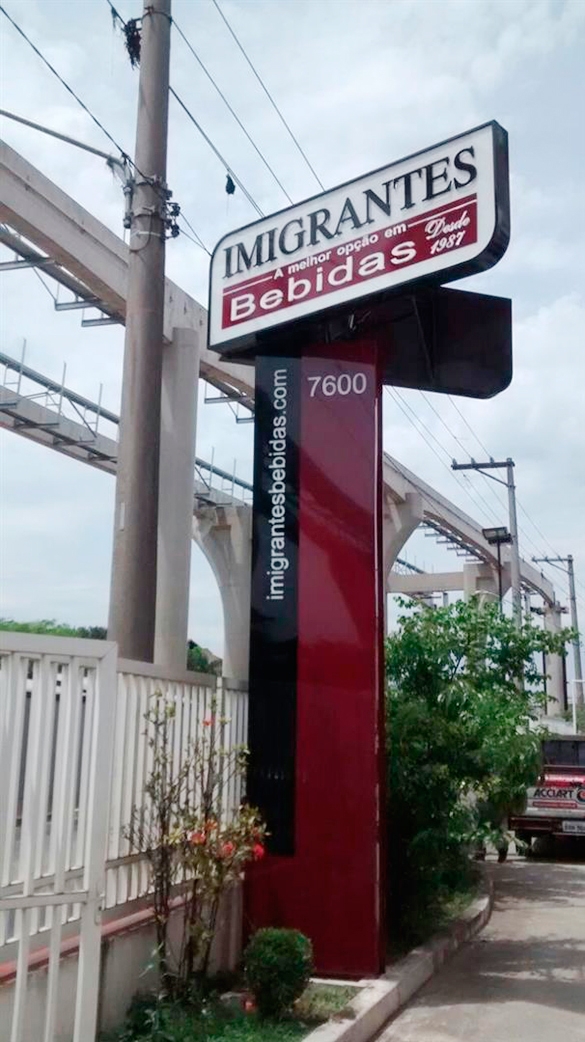 IMIGRANTES
A melhor opção em
Bebidas
Desde
1987
7600
imigrantesbebidas.com
ACCIART